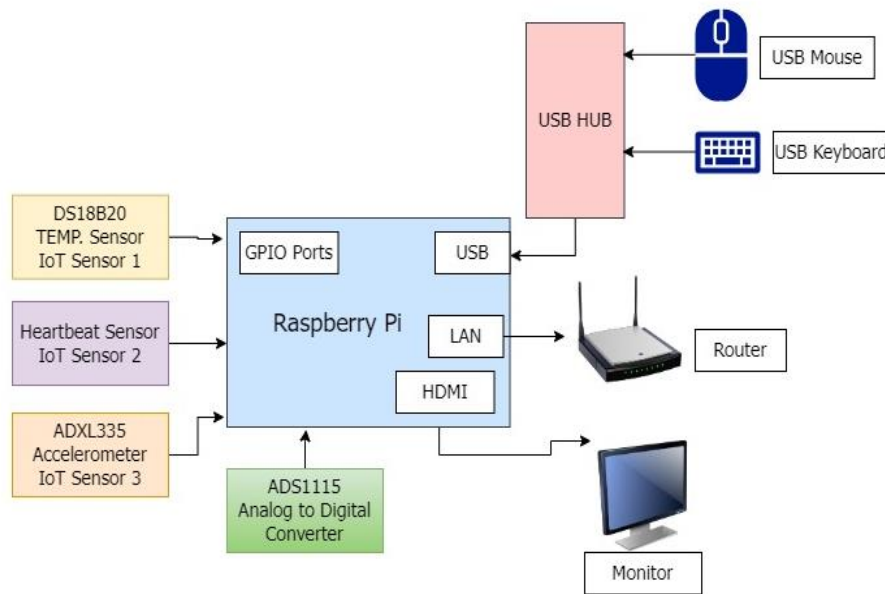 USB HUB
USB Mouse
USB Keyboard
DS18B20
TEMP. Sensor
IoT Sensor 1
Heartbeat Sensor
IoT Sensor 2
ADXL335
Accelerometer
IoT Sensor 3
GPIO Ports
USB
Raspberry Pi
LAN
HDMI
Router
ADS1115
Analog to Digital
Converter
Monitor